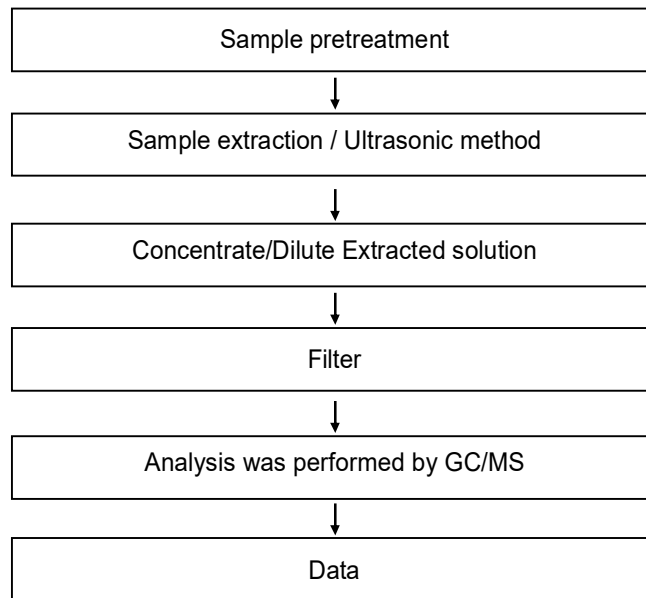 Sample pretreatment
Sample extraction / Ultrasonic method
Concentrate/Dilute Extracted solution
Filter
Analysis was performed by GC/MS
Data